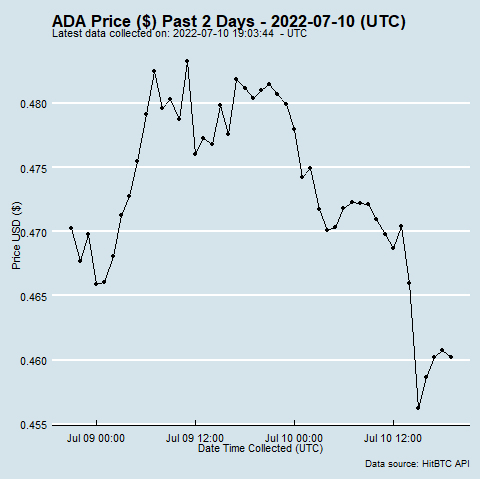 ADA Price ($) Past 2 Days - 2022-07-10 (UTC)
Latest data collected on: 2022-07-10 19:03:44 - UTC
0.480
0.475
0.470
0.465
0.460
0.455
Price USD ($)
Jul 09 00:00 Jul 09 12:00 Jul 10 00:00 Jul 10 12:00
Date Time Collected (UTC)
Data source: HitBTC API